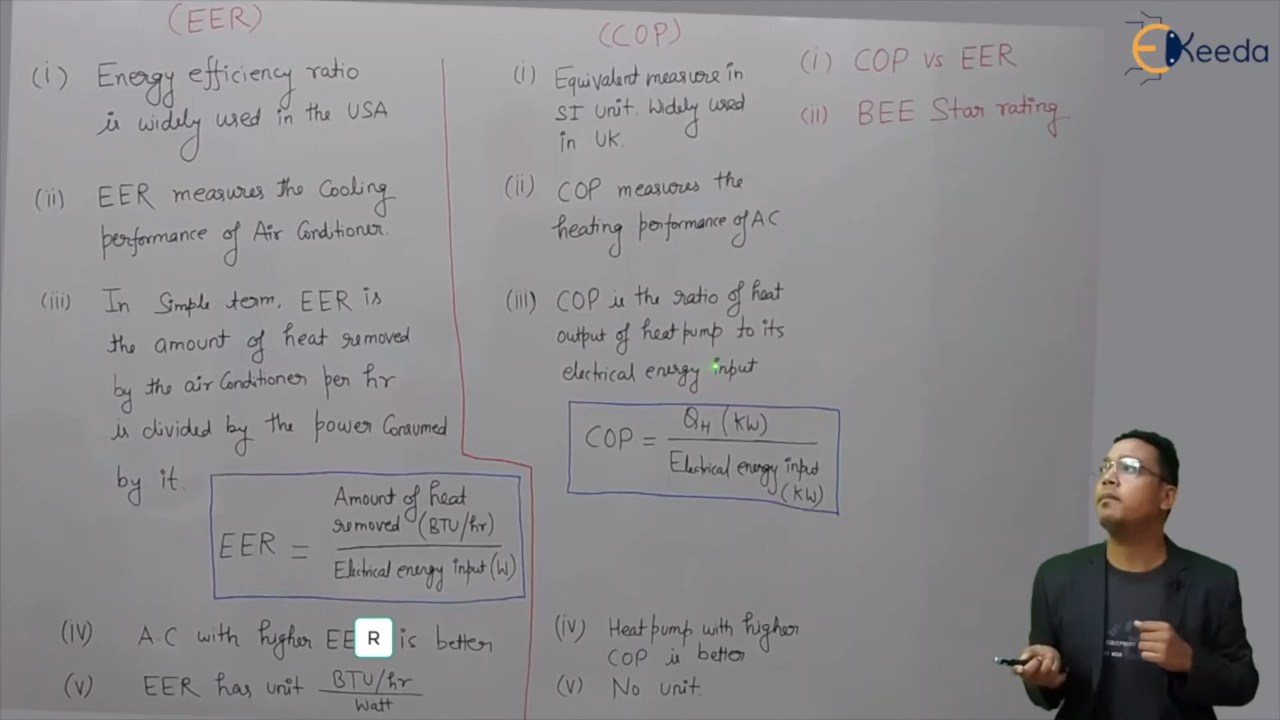 (EER)
(i) Energy efficiency ratio
is widely used in the USA
(ii) EER measures the Cooling
performance of Air Conditioner.
(iii) In Simple term, EER is
the amount of heat removed
by the air Conditioner per hr
is divided by the power Consumed
by it.
EER = Amount of heat
removed (BTU/hr)
Electrical energy input (W)
(iv) A.C with higher EER is better
(v) EER has unit BTU/hr
Watt
(COP)
(i) Equivalent measure in
SI unit. Widely used
in UK.
(ii) COP measures the
heating performance of AC
(iii) COP is the ratio of heat
output of heat pump to its
electrical energy input
COP = QH (KW)
Electrical energy input
(KW)
(iv) Heat pump with higher
COP is better
(v) No unit.
(i) COP vs EER
(ii) BEE Star rating
EKeeda